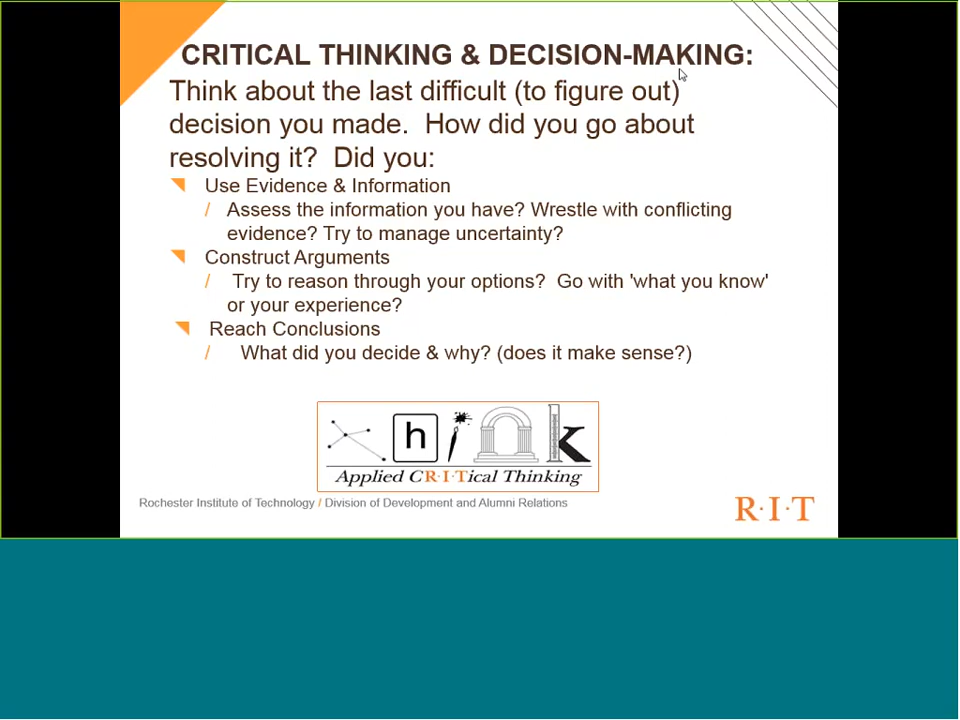 CRITICAL THINKING & DECISION-MAKING:
Think about the last difficult (to figure out)
decision you made.  How did you go about
resolving it?  Did you:
Use Evidence & Information
/ Assess the information you have? Wrestle with conflicting
evidence? Try to manage uncertainty?
Construct Arguments
/ Try to reason through your options?  Go with 'what you know'
or your experience?
Reach Conclusions
/ What did you decide & why? (does it make sense?)
h k
Applied CR·I·Tical Thinking
Rochester Institute of Technology / Division of Development and Alumni Relations
R·I·T